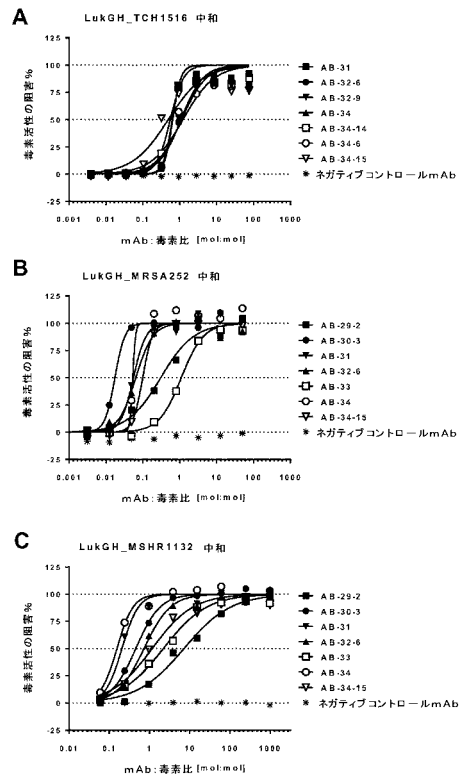 A
LukGH_TCH1516 中和
毒素活性の阻害%
125
100
75
50
25
0
25
0.001
0.01
0.1
1
10
100
1000
mAb:毒素比 [mol:mol]
AB-31
AB-32-6
AB-32-9
AB-34
AB-34-14
AB-34-6
AB-34-15
ネガティブコントロールmAb
B
LukGH_MRSA252 中和
毒素活性の阻害%
125
100
75
50
25
0
25
0.001
0.01
0.1
1
10
100
1000
mAb:毒素比 [mol:mol]
AB-29-2
AB-30-3
AB-31
AB-32-6
AB-33
AB-34
AB-34-15
ネガティブコントロールmAb
C
LukGH_MSHR1132 中和
毒素活性の阻害%
125
100
75
50
25
0
25
0.01
0.1
1
10
100
1000
mAb:毒素比 [mol:mol]
AB-29-2
AB-30-3
AB-31
AB-32-6
AB-33
AB-34
AB-34-15
ネガティブコントロールmAb